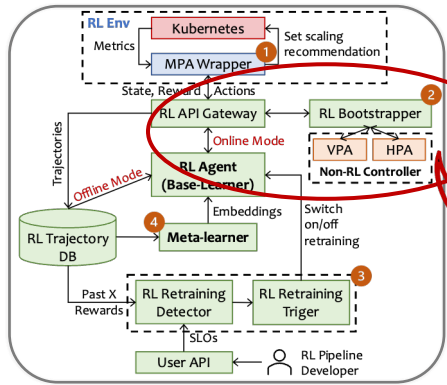 RL Env
Kubernetes
Metrics
Set scaling
recommendation
1
MPA Wrapper
State, Reward
Actions
2
RL API Gateway
RL Bootstrapper
Online Mode
VPA
HPA
Non-RL Controller
Trajectories
Offline Mode
RL Agent
(Base-Learner)
Embeddings
Switch
on/off
retraining
4
Meta-learner
RL Trajectory
DB
3
Past X
Rewards
RL Retraining
Detector
RL Retraining
Triger
SLOs
User API
RL Pipeline
Developer